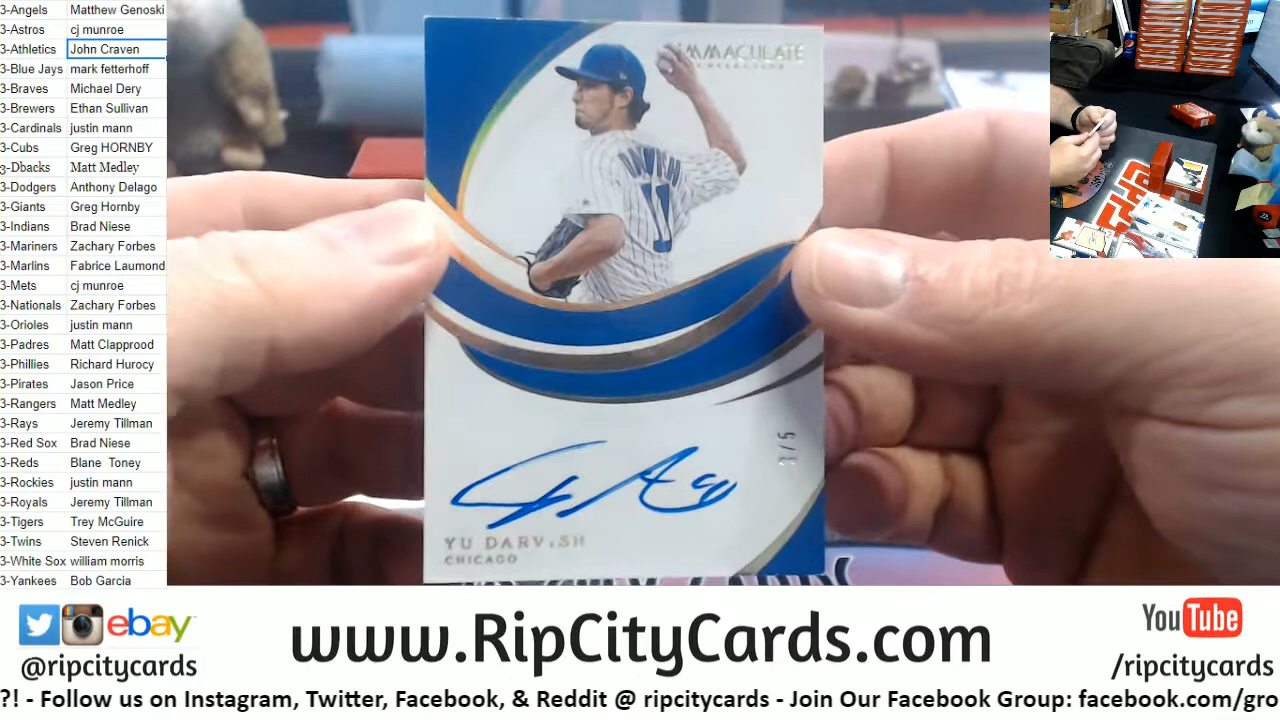 3-Angels Matthew Genoski
3-Astros cj munroe
3-Athletics John Craven
3-Blue Jays mark fetterhoff
3-Braves Michael Dery
3-Brewers Ethan Sullivan
3-Cardinals justin mann
3-Cubs Greg HORNBY
3-Dbacks Matt Medley
3-Dodgers Anthony Delago
3-Giants Greg Hornby
3-Indians Brad Niese
3-Mariners Zachary Forbes
3-Marlins Fabrice Laumond
3-Mets cj munroe
3-Nationals Zachary Forbes
3-Orioles justin mann
3-Padres Matt Clapprood
3-Phillies Richard Hurocy
3-Pirates Jason Price
3-Rangers Matt Medley
3-Rays Jeremy Tillman
3-Red Sox Brad Niese
3-Reds Blane Toney
3-Rockies justin mann
3-Royals Jeremy Tillman
3-Tigers Trey McGuire
3-Twins Steven Renick
3-White Sox william morris
3-Yankees Bob Garcia
IMMACULATE
COLLECTION
DARVISH
11
YU DARVISH
CHICAGO
ebay
@ripcitycards
www.RipCityCards.com
YouTube
/ripcitycards
?! - Follow us on Instagram, Twitter, Facebook, & Reddit @ ripcitycards - Join Our Facebook Group: facebook.com/gro